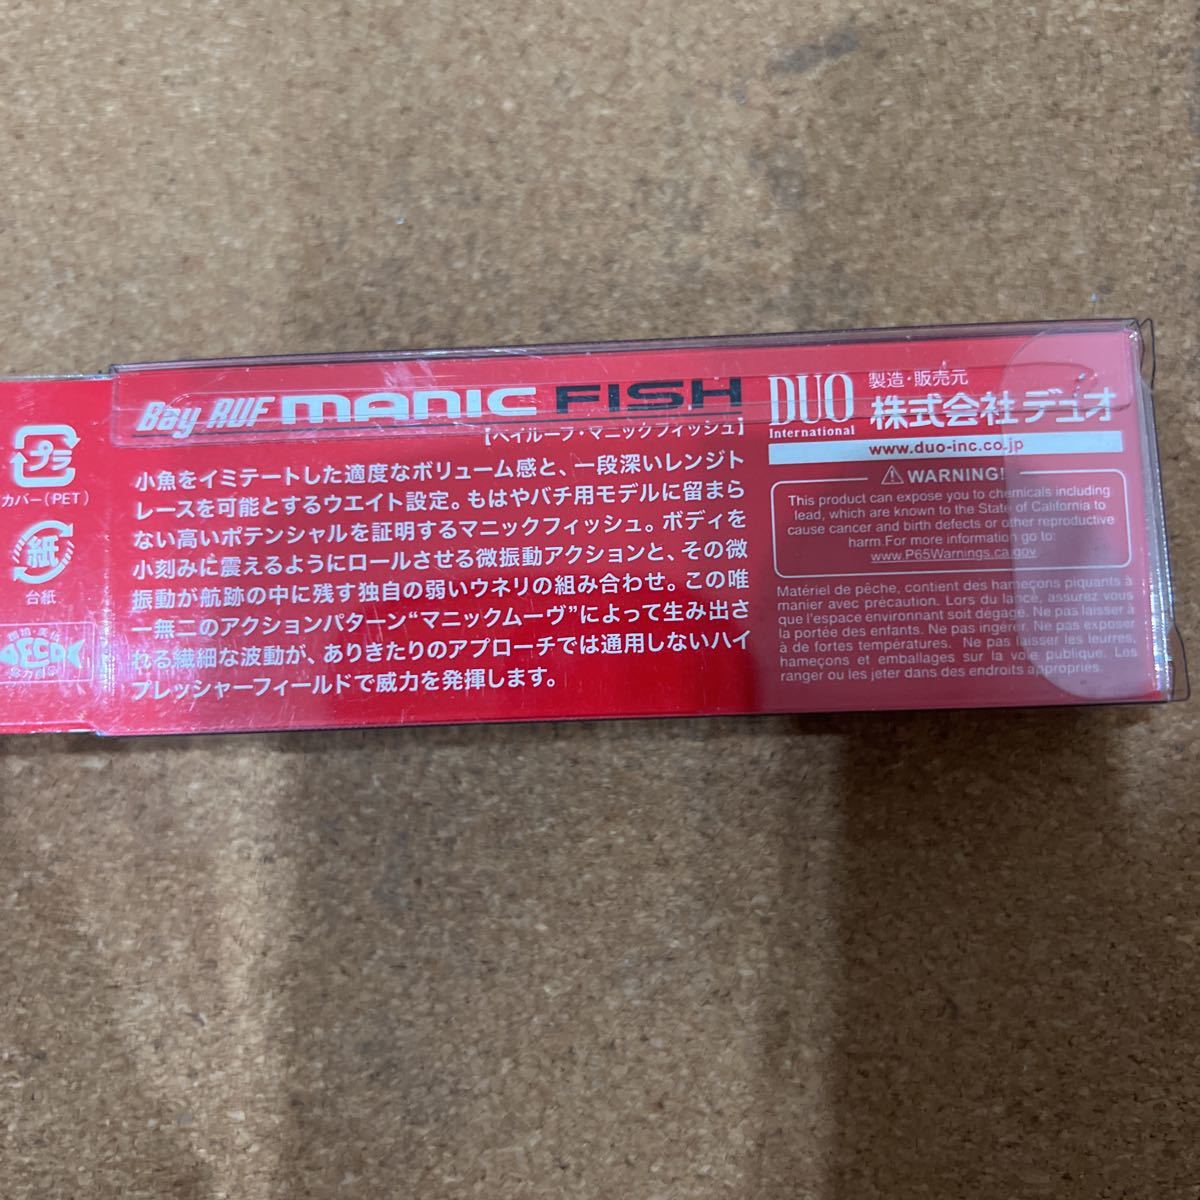 プラ
カバー(PET)
紙
台紙
ECO
Bay RUF MANIC FISH
【ベイルーフ・マニックフィッシュ】
小魚をイミテートした適度なボリューム感と、一段深いレンジト
レースを可能とするウエイト設定。もはやバチ用モデルに留まら
ない高いポテンシャルを証明するマニックフィッシュ。ボディを
小刻みに震えるようにロールさせる微振動アクションと、その微
振動が航跡の中に残す独自の弱いウネリの組み合わせ。この唯
一無二のアクションパターン“マニックムーヴ”によって生み出さ
れる繊細な波動が、ありきたりのアプローチでは通用しないハイ
プレッシャーフィールドで威力を発揮します。
DUO
International
製造・販売元
株式会社デュオ
www.duo-inc.co.jp
⚠WARNING!
This product can expose you to chemicals including
lead, which are known to the State of California to
cause cancer and birth defects or other reproductive
harm.For more information go to:
www.P65Warnings.ca.gov
Matériel de pêche, contient des hameçons piquants à
manier avec précaution. Lors du lancé, assurez vous
que l'espace environnant soit dégagé. Ne pas laisser à
la portée des enfants. Ne pas ingérer. Ne pas exposer
à de fortes températures. Ne pas laisser les leurres,
hameçons et emballages sur la voie publique. Les
ranger ou les jeter dans des endroits appropriés.